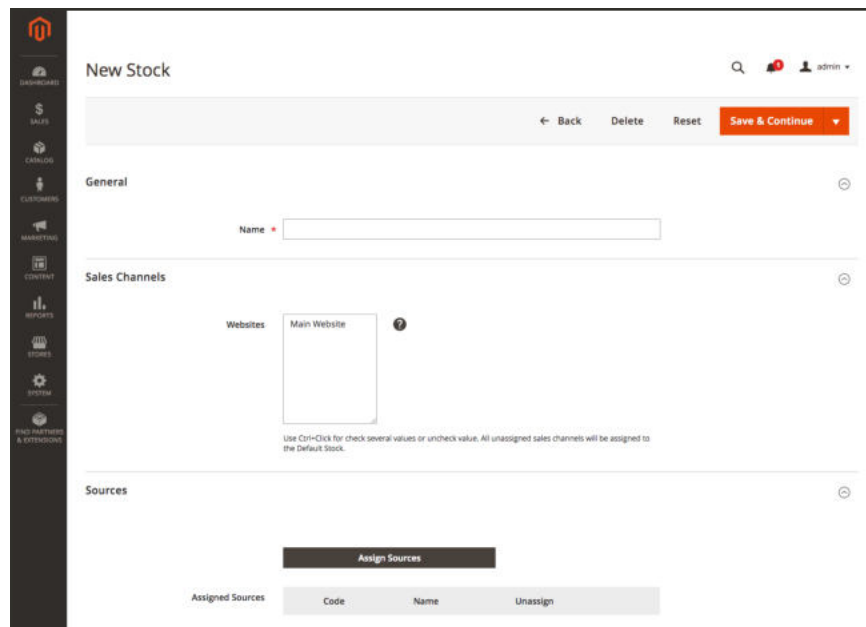 New Stock
admin
← Back
Delete
Reset
Save & Continue
DASHBOARD
$
SALES
CATALOG
CUSTOMERS
MARKETING
CONTENT
REPORTS
STORES
SYSTEM
FIND PARTNERS
& EXTENSIONS
General
Name *
Sales Channels
Websites
Main Website
?
Use Ctrl+Click for check several values or uncheck value. All unassigned sales channels will be assigned to
the Default Stock.
Sources
Assign Sources
Assigned Sources
Code Name Unassign